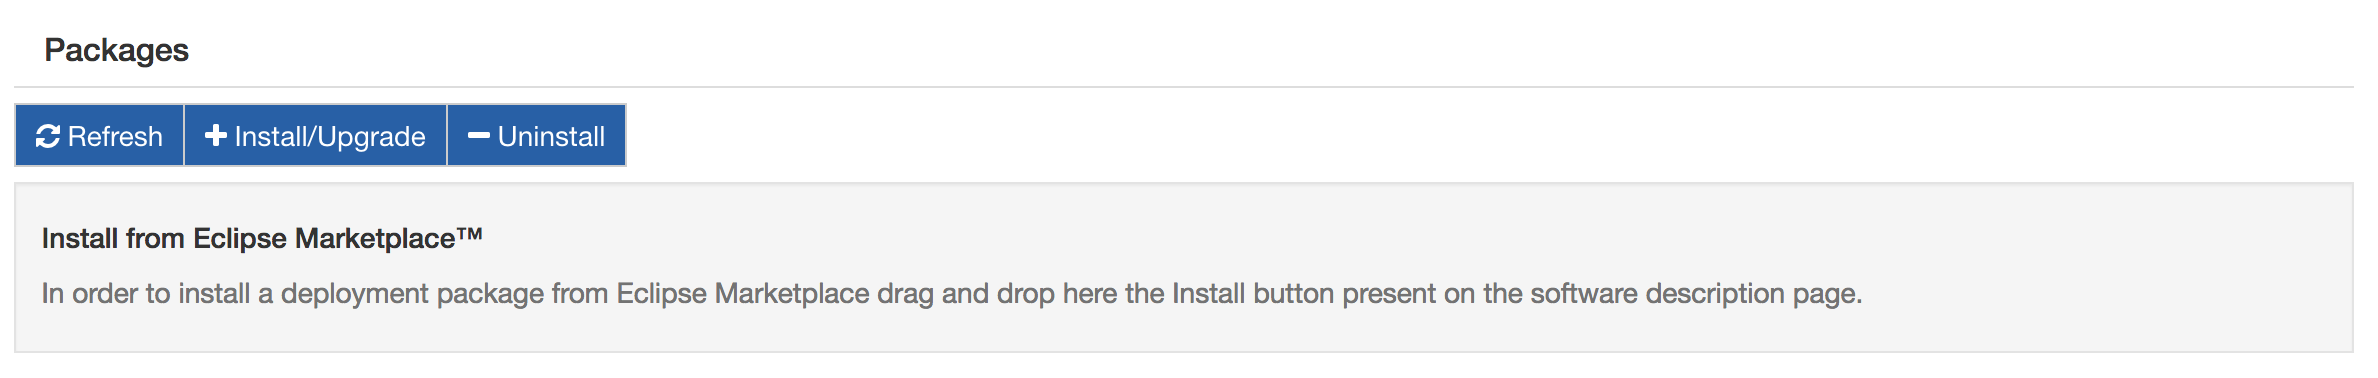 Packages
Refresh Install/Upgrade Uninstall
Install from Eclipse Marketplace™
In order to install a deployment package from Eclipse Marketplace drag and drop here the Install button present on the software description page.